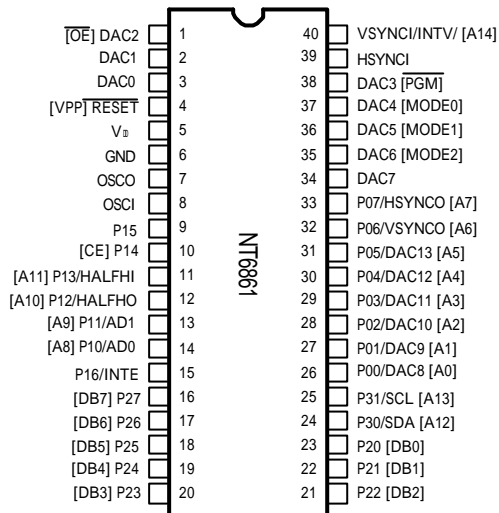 [OE] DAC2 1 40 VSYNCI/INTV/ [A14]
DAC1 2 39 HSYNCI
DAC0 3 38 DAC3 [PGM]
[VPP] RESET 4 37 DAC4 [MODE0]
5 36 DAC5 [MODE1]
GND 6 35 DAC6 [MODE2]
OSCO 7 34 DAC7
OSCI 8 33 P07/HSYNCO [A7]
P15 9 32 P06/VSYNCO [A6]
[CE] P14 10 31 P05/DAC13 [A5]
[A11] P13/HALFHI 11 30 P04/DAC12 [A4]
[A10] P12/HALFHO 12 29 P03/DAC11 [A3]
[A9] P11/AD1 13 28 P02/DAC10 [A2]
[A8] P10/AD0 14 27 P01/DAC9 [A1]
P16/INTE 15 26 P00/DAC8 [A0]
[DB7] P27 16 25 P31/SCL [A13]
[DB6] P26 17 24 P30/SDA [A12]
[DB5] P25 18 23 P20 [DB0]
[DB4] P24 19 22 P21 [DB1]
[DB3] P23 20 21 P22 [DB2]
NT6861